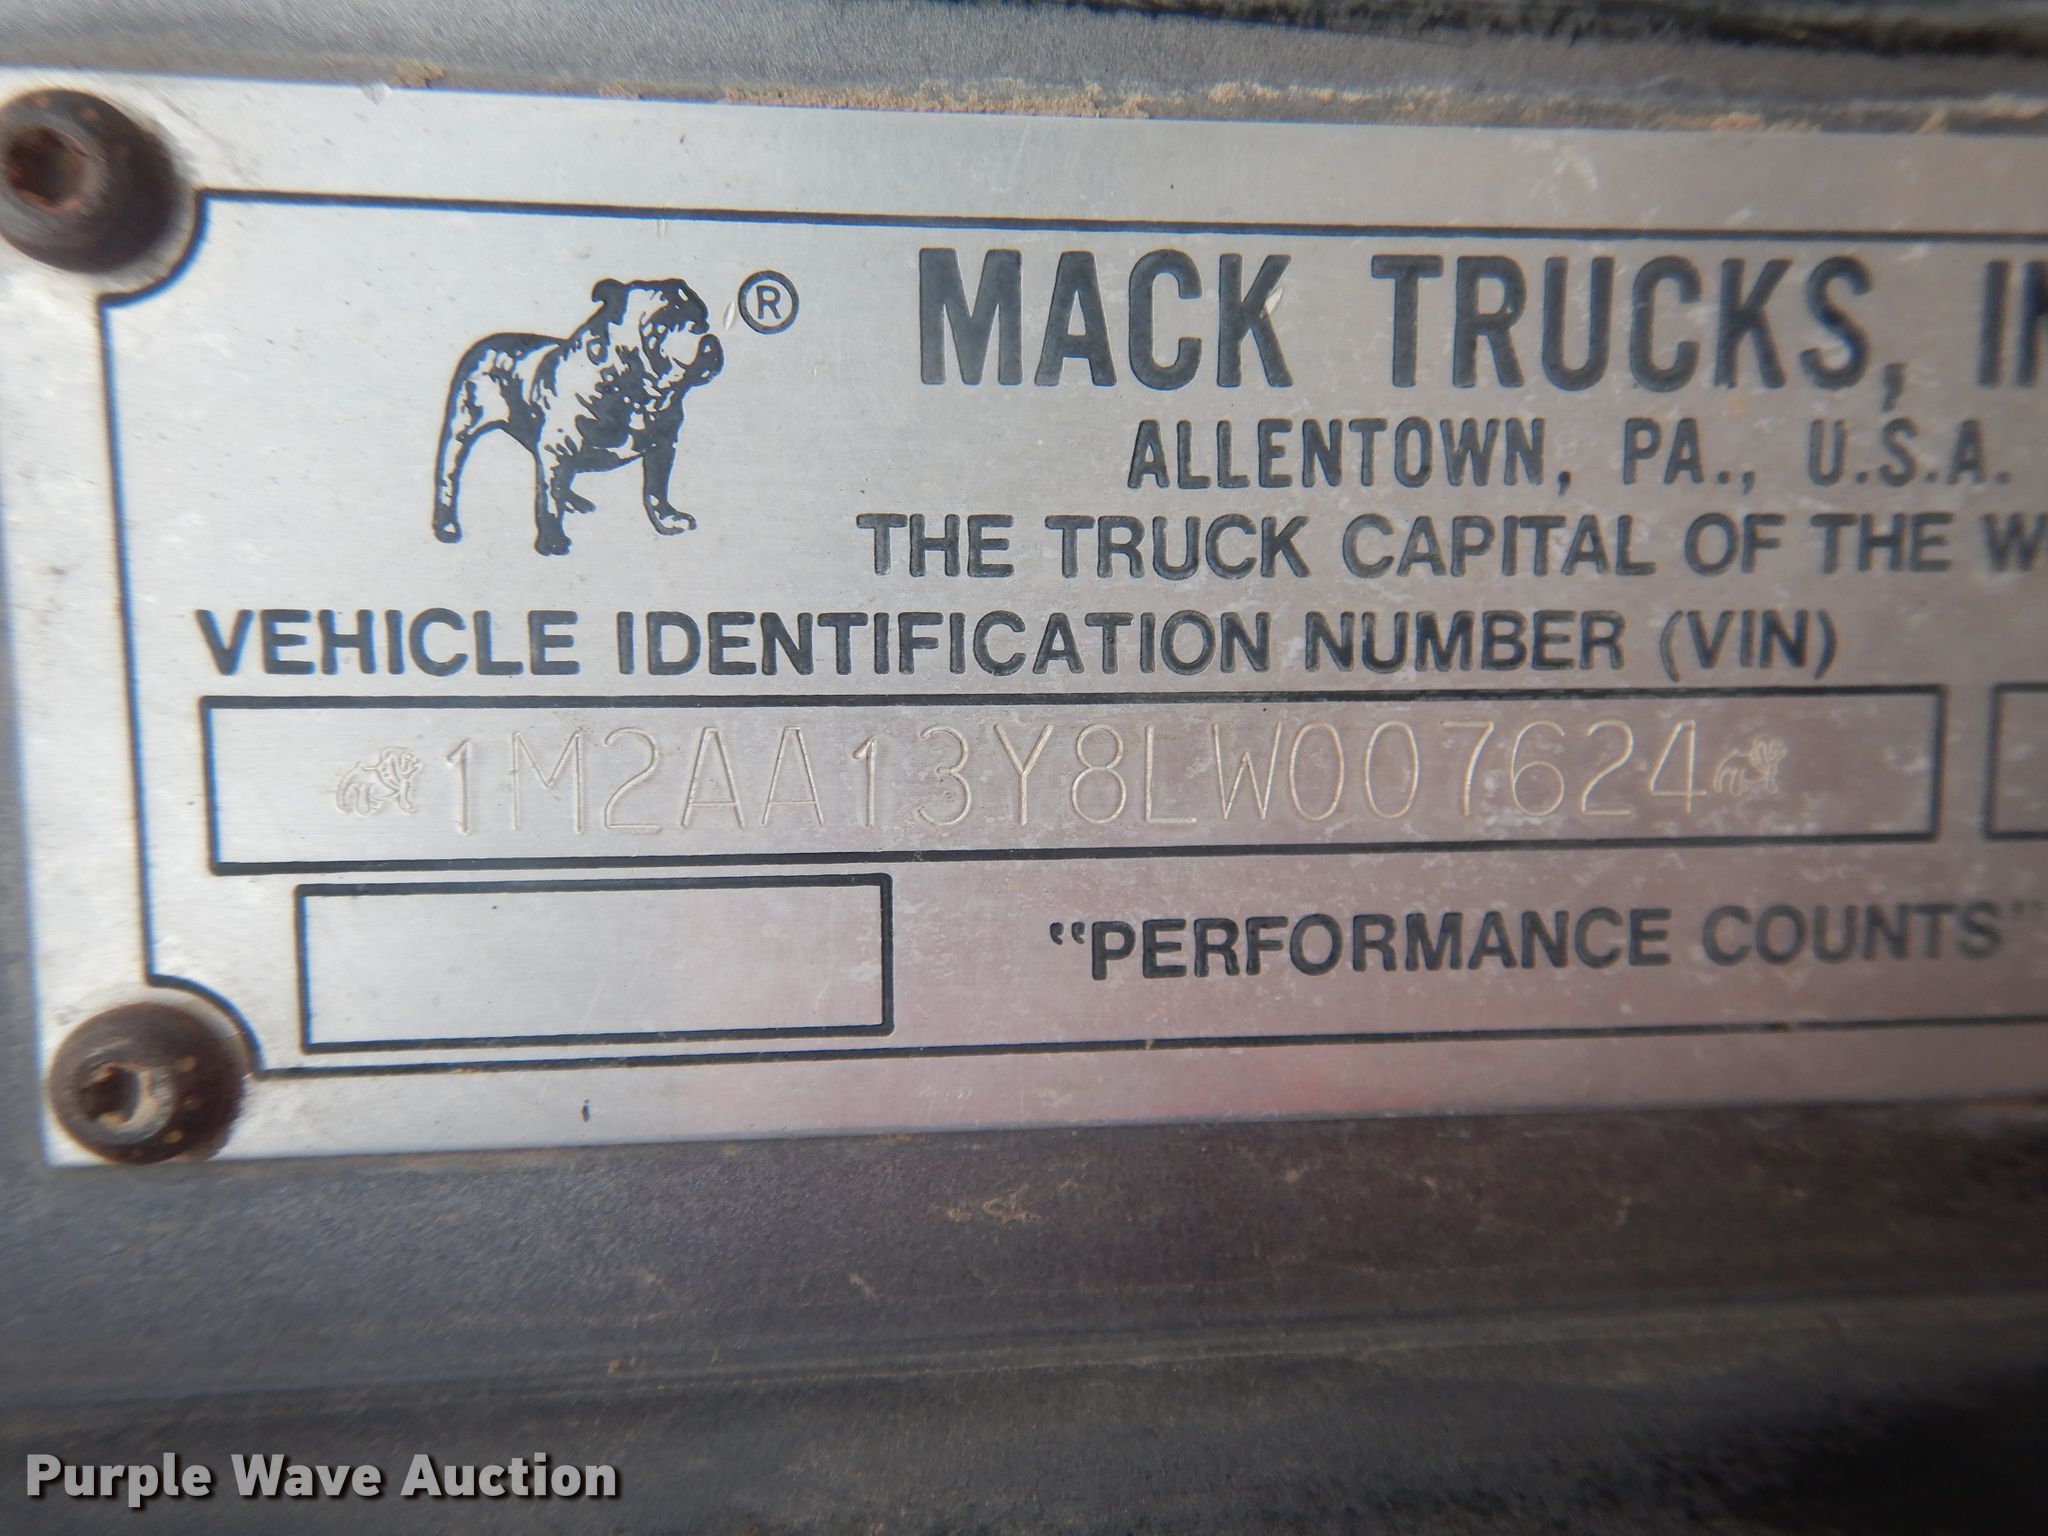 ®
MACK TRUCKS, IN
ALLENTOWN, PA., U.S.A.
THE TRUCK CAPITAL OF THE W
VEHICLE IDENTIFICATION NUMBER (VIN)
1M2AA13Y8LW007624
"PERFORMANCE COUNTS"
Purple Wave Auction